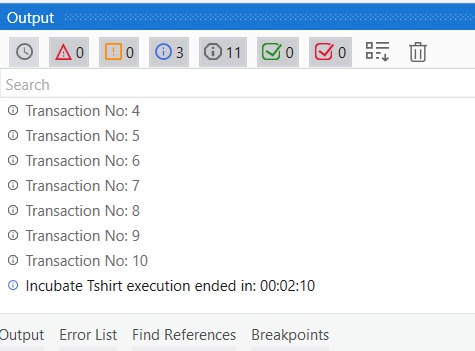 Output
0 0 3 11 0 0
Search
Transaction No: 4
Transaction No: 5
Transaction No: 6
Transaction No: 7
Transaction No: 8
Transaction No: 9
Transaction No: 10
Incubate Tshirt execution ended in: 00:02:10
Output Error List Find References Breakpoints